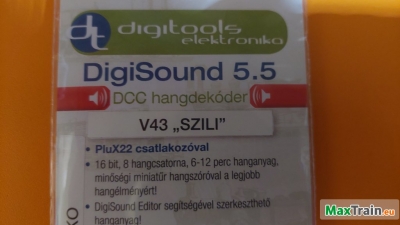 dt digitools
elektronika
DigiSound 5.5
DCC hangdekóder
V43 „SZILI”
• PluX22 csatlakozóval
• 16 bit, 8 hangcsatorna, 6-12 perc hanganyag,
minőségi miniatűr hangszóróval a legjobb
hangélményért!
• DigiSound Editor segítségével szerkeszthető
hanganyag!
MaxTrain.eu